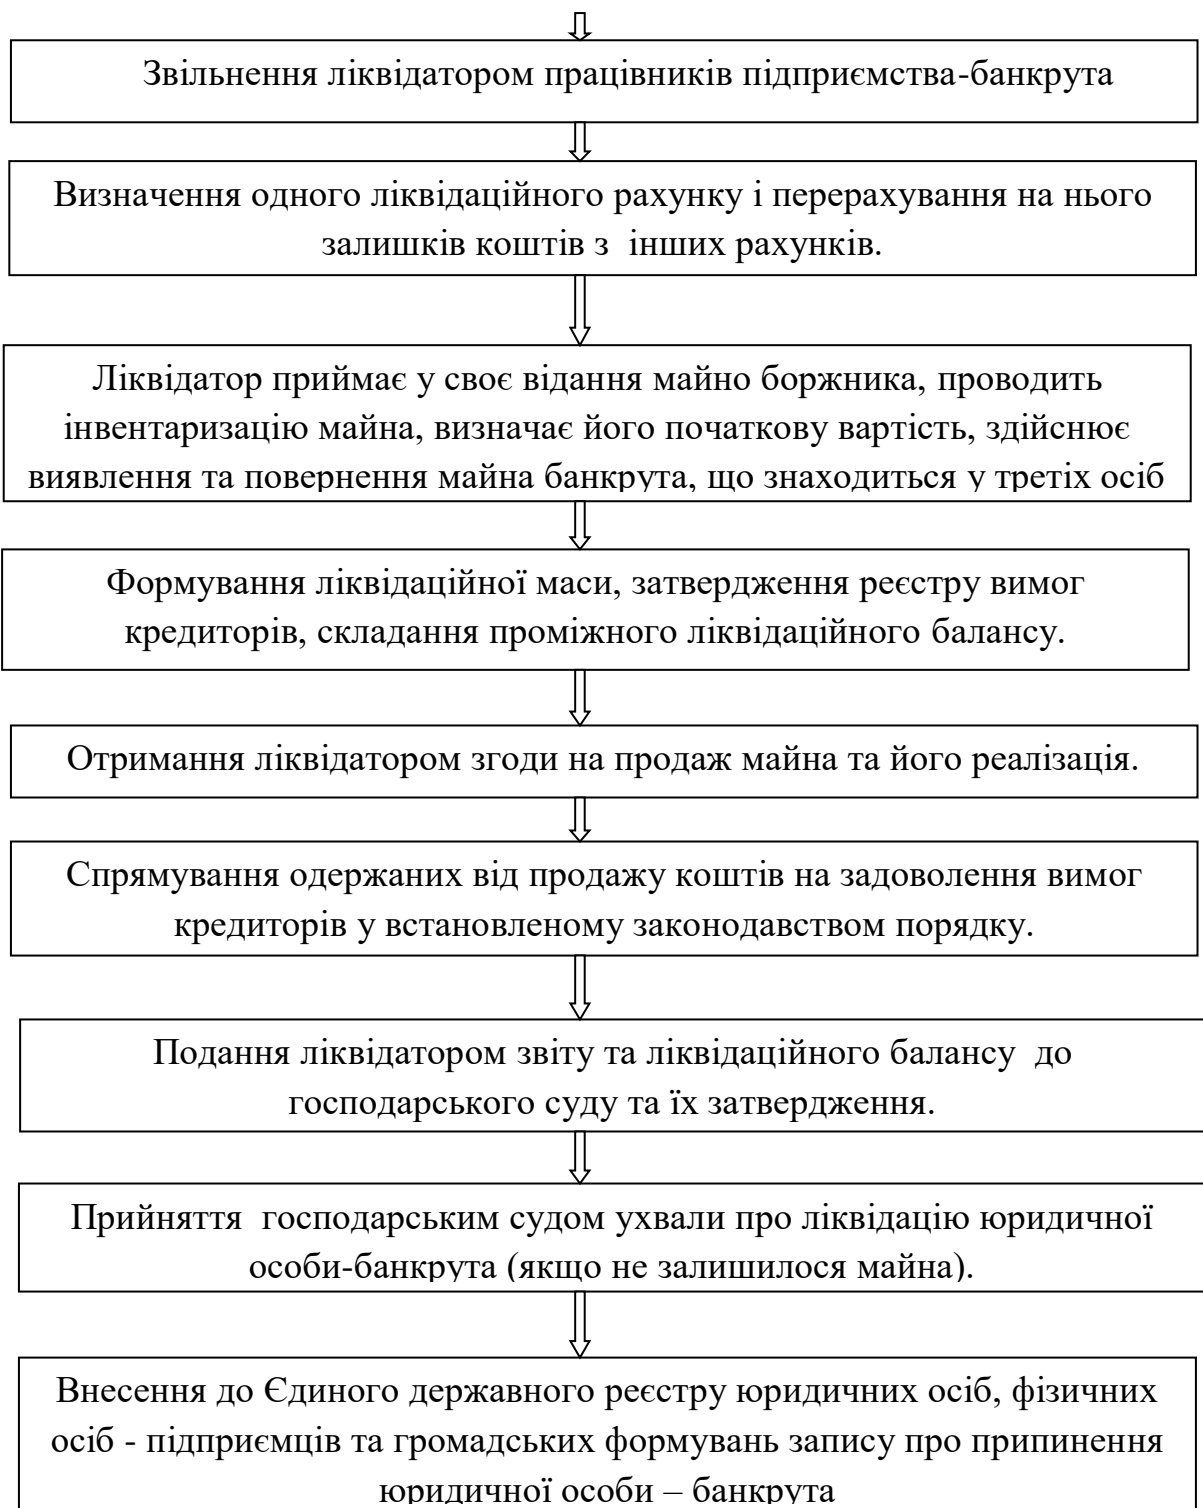 Звільнення ліквідатором працівників підприємства-банкрута
Визначення одного ліквідаційного рахунку і перерахування на нього
залишків коштів з інших рахунків.
Ліквідатор приймає у своє відання майно боржника, проводить
інвентаризацію майна, визначає його початкову вартість, здійснює
виявлення та повернення майна банкрута, що знаходиться у третіх осіб
Формування ліквідаційної маси, затвердження реєстру вимог
кредиторів, складання проміжного ліквідаційного балансу.
Отримання ліквідатором згоди на продаж майна та його реалізація.
Спрямування одержаних від продажу коштів на задоволення вимог
кредиторів у встановленому законодавством порядку.
Подання ліквідатором звіту та ліквідаційного балансу до
господарського суду та їх затвердження.
Прийняття господарським судом ухвали про ліквідацію юридичної
особи-банкрута (якщо не залишилося майна).
Внесення до Єдиного державного реєстру юридичних осіб, фізичних
осіб - підприємців та громадських формувань запису про припинення
юридичної особи – банкрута